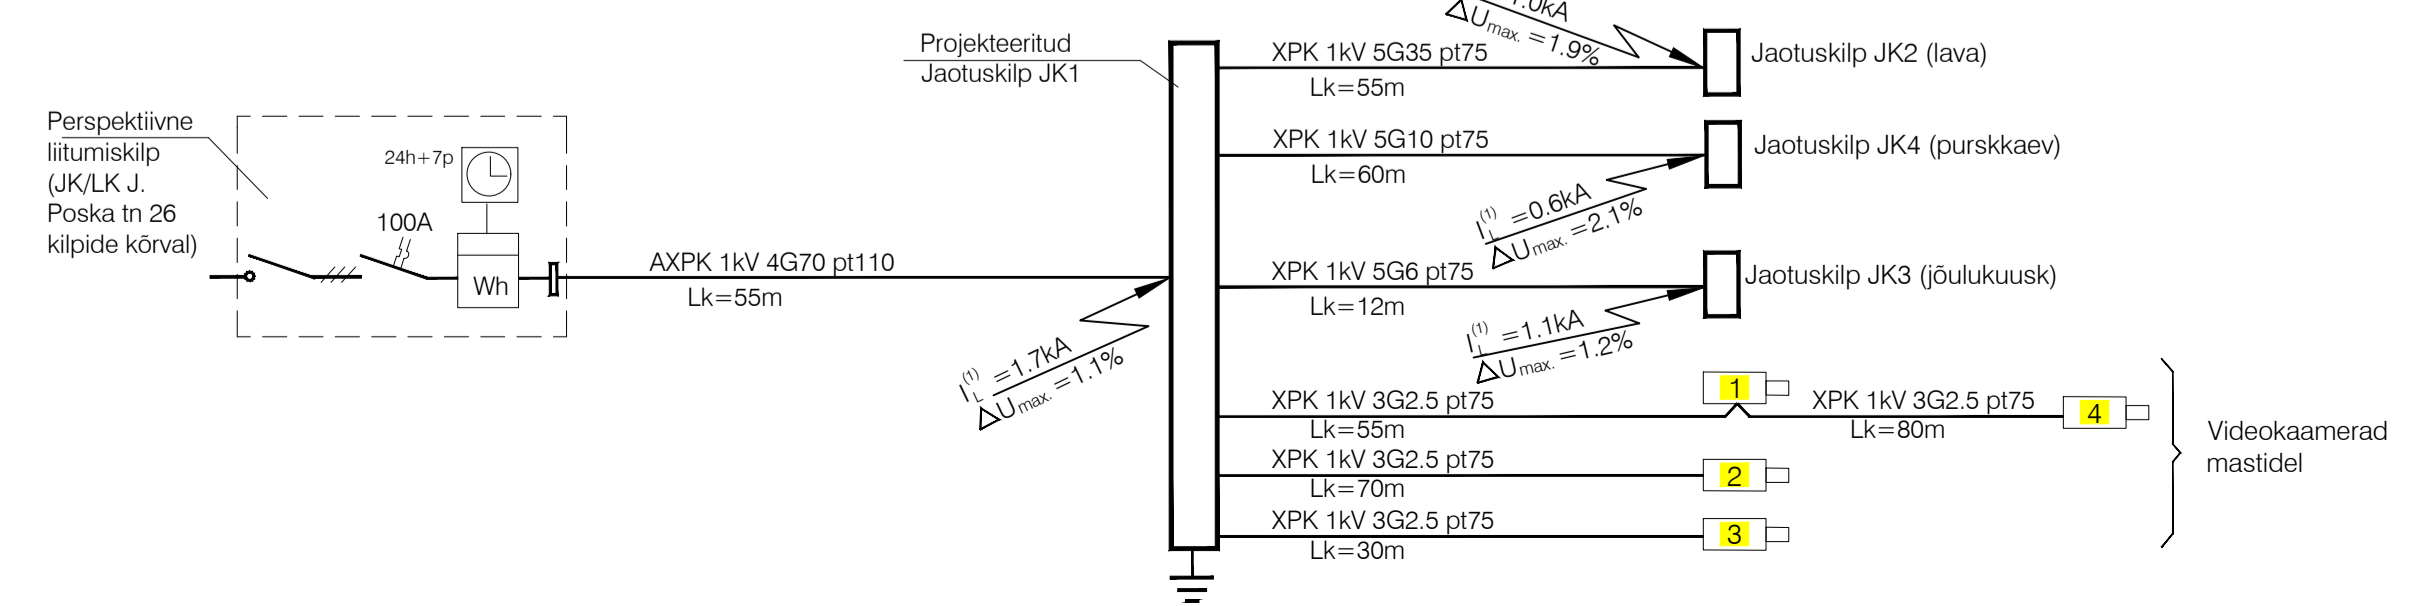 Perspektiivne
liitumiskilp
(JK/LK J.
Poska tn 26
kilpide kõrval)
24h+7p
100A
Wh
AXPK 1kV 4G70 pt110
Lk=55m
Projekteeritud
Jaotuskilp JK1
I_L^(1) =1.7kA
ΔUmax. =1.1%
ΔUmax. =1.9%
XPK 1kV 5G35 pt75
Lk=55m
Jaotuskilp JK2 (lava)
XPK 1kV 5G10 pt75
Lk=60m
Jaotuskilp JK4 (purskkaev)
I_L^(1) =0.6kA
ΔUmax. =2.1%
XPK 1kV 5G6 pt75
Lk=12m
Jaotuskilp JK3 (jõulukuusk)
I_L^(1) =1.1kA
ΔUmax. =1.2%
XPK 1kV 3G2.5 pt75
Lk=55m
1
XPK 1kV 3G2.5 pt75
Lk=80m
4
XPK 1kV 3G2.5 pt75
Lk=70m
2
XPK 1kV 3G2.5 pt75
Lk=30m
3
Videokaamerad
mastidel